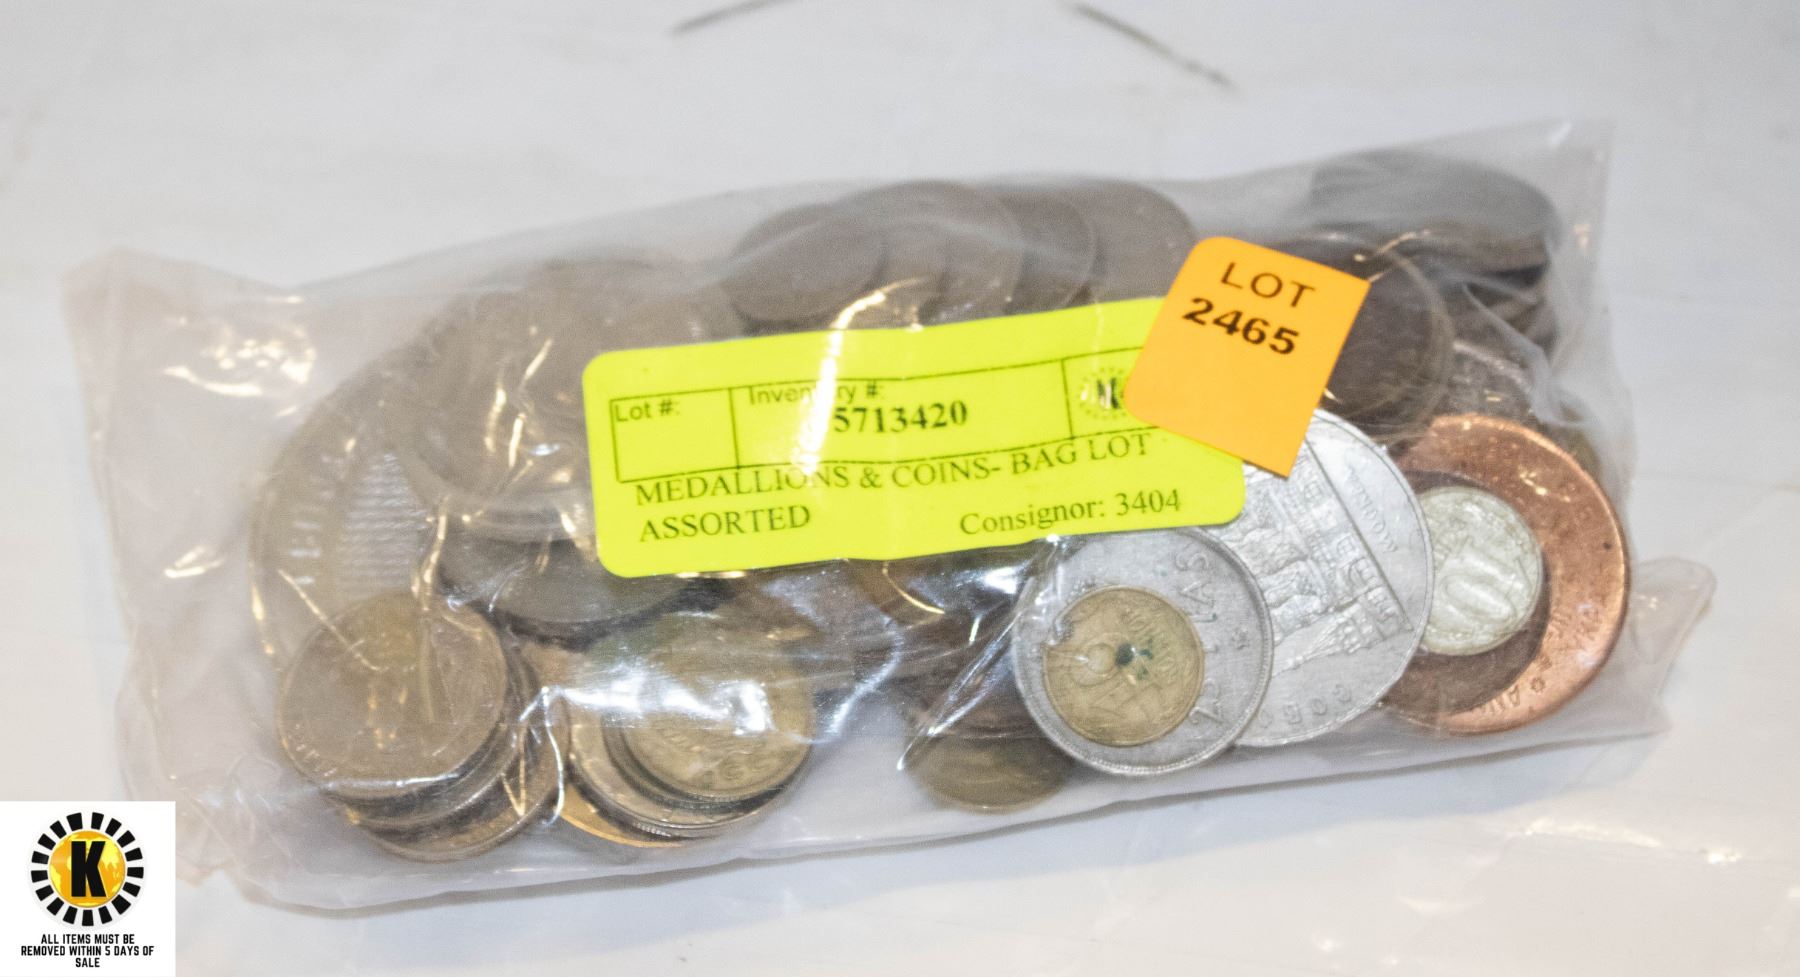 LOT
2465
Lot #:
Inventory #:
5713420
MEDALLIONS & COINS- BAG LOT
ASSORTED
Consignor: 3404
10
K
ALL ITEMS MUST BE
REMOVED WITHIN 5 DAYS OF
SALE